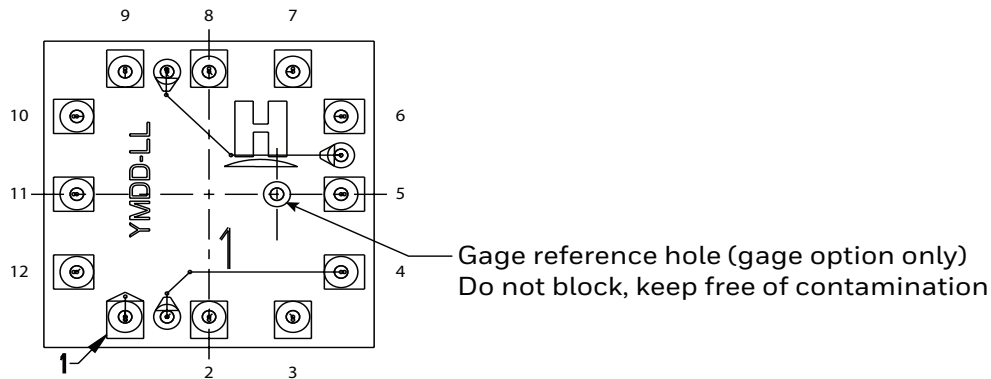 9 8 7
10 6
YMDD-LL
H
11 5
1
Gage reference hole (gage option only)
12 4
Do not block, keep free of contamination
1
2 3